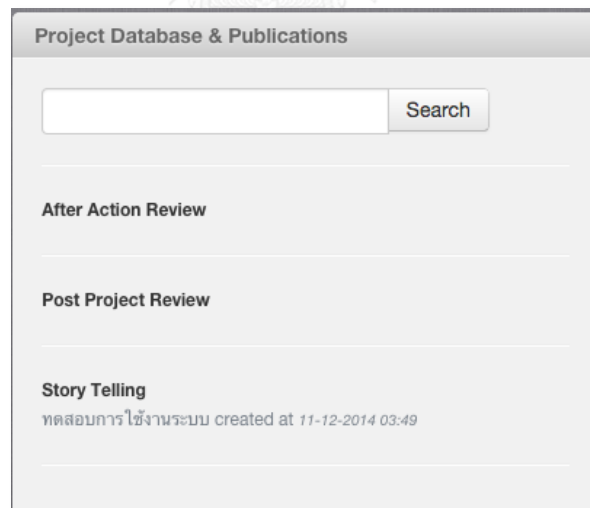 Project Database & Publications
Search
After Action Review
Post Project Review
Story Telling
ทดสอบการใช้งานระบบ created at 11-12-2014 03:49